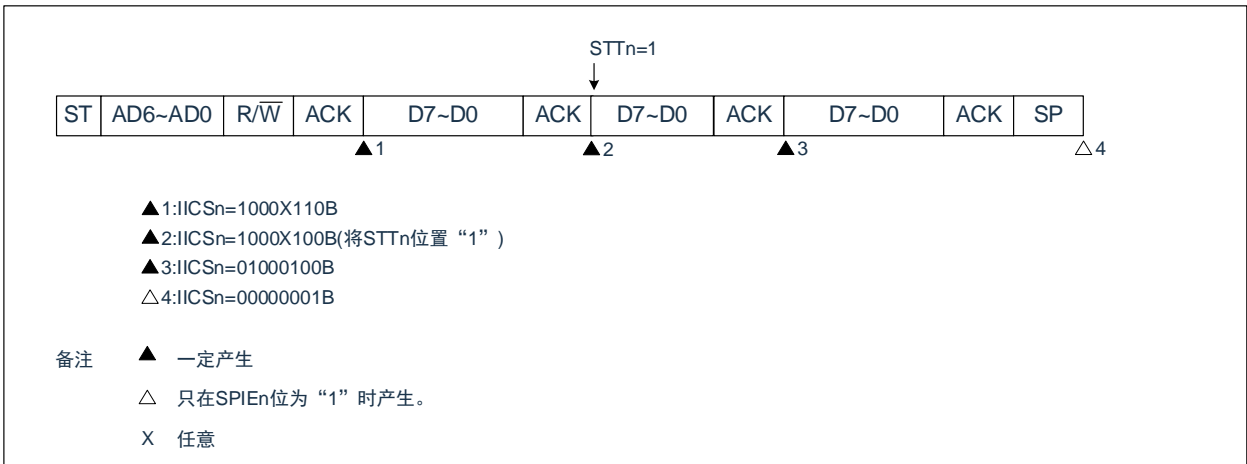 STTn=1
ST AD6~AD0 R/W̅ ACK D7~D0 ACK D7~D0 ACK D7~D0 ACK SP
▲1 ▲2 ▲3 △4
▲1:IICSn=1000X110B
▲2:IICSn=1000X100B(将STTn位置“1”)
▲3:IICSn=01000100B
△4:IICSn=00000001B
备注 ▲ 一定产生
△ 只在SPIEn位为“1”时产生。
X 任意